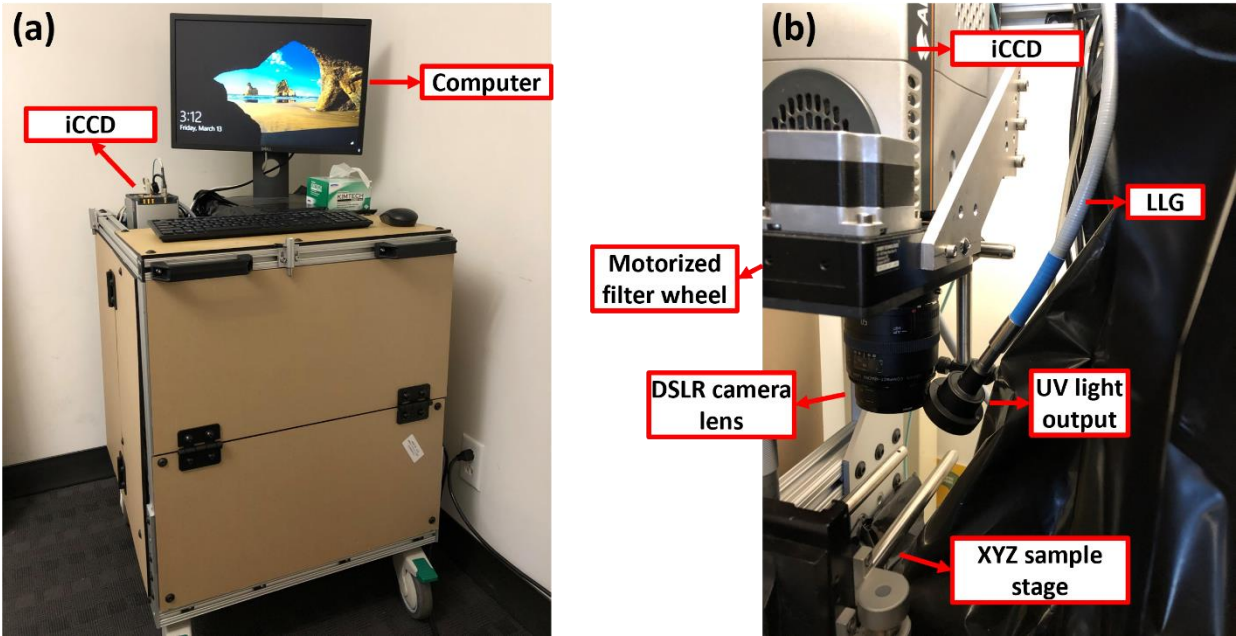 (a)
Computer
iCCD
3:12
Friday, March 13
KIMTECH
(b)
iCCD
LLG
Motorized
filter wheel
DSLR camera
lens
UV light
output
XYZ sample
stage